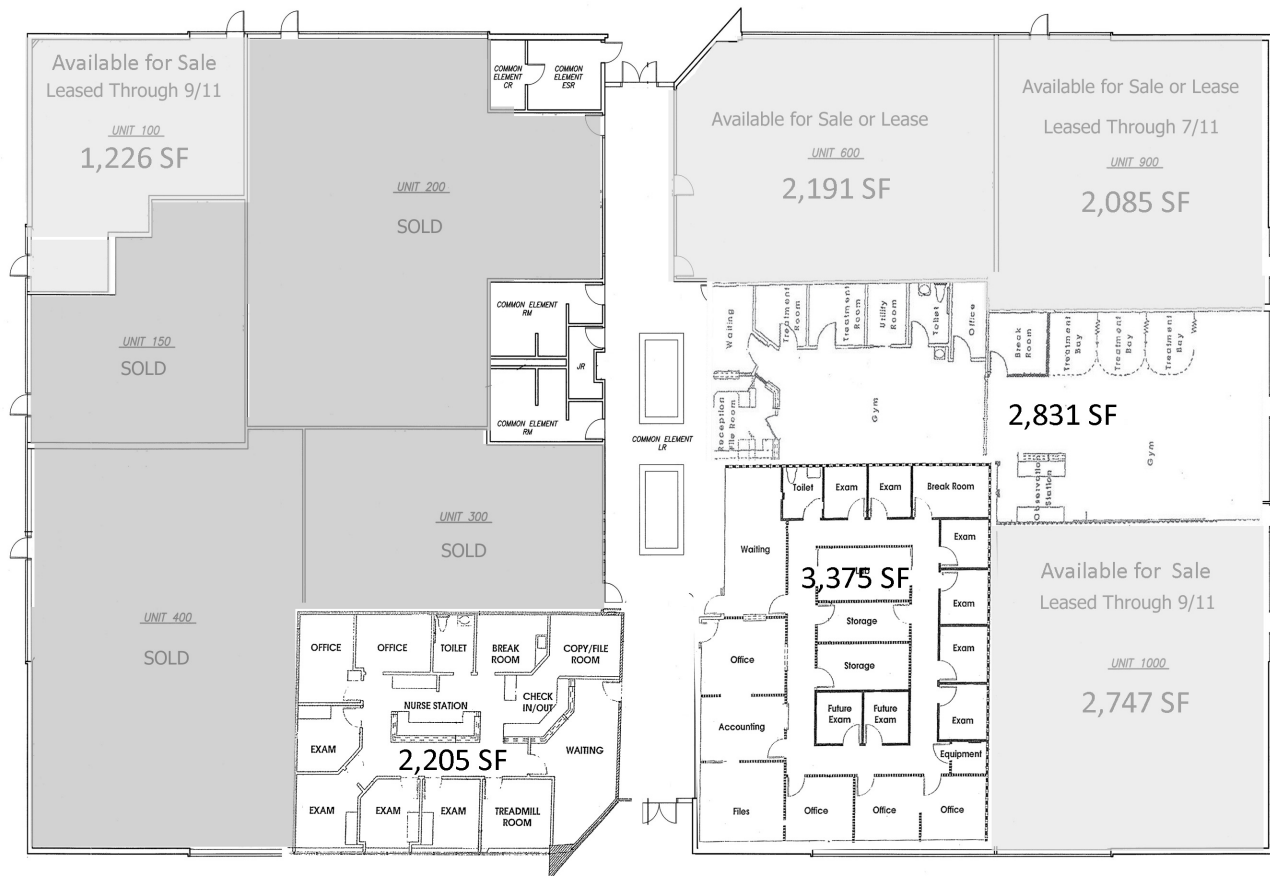 Available for Sale
Leased Through 9/11
UNIT 100
1,226 SF
UNIT 200
SOLD
COMMON
ELEMENT
CR
COMMON
ELEMENT
ESR
Available for Sale or Lease
UNIT 600
2,191 SF
Available for Sale or Lease
Leased Through 7/11
UNIT 900
2,085 SF
UNIT 150
SOLD
COMMON ELEMENT
RM
JR
COMMON ELEMENT
RM
COMMON ELEMENT
LR
Waiting
Treatment
Room
Treatment
Room
Utility
Room
Toilet
Office
Break
Room
Treatment
Bay
Treatment
Bay
Treatment
Bay
Reception
File Room
Gym
2,831 SF
Gym
Observation
Station
UNIT 300
SOLD
UNIT 400
SOLD
OFFICE
OFFICE
TOILET
BREAK
ROOM
COPY/FILE
ROOM
NURSE STATION
CHECK
IN/OUT
EXAM
2,205 SF
WAITING
EXAM
EXAM
EXAM
TREADMILL
ROOM
Toilet
Exam
Exam
Break Room
Waiting
Exam
3,375 SF
Exam
Storage
Office
Storage
Exam
Accounting
Future
Exam
Future
Exam
Exam
Equipment
Files
Office
Office
Office
Available for Sale
Leased Through 9/11
UNIT 1000
2,747 SF